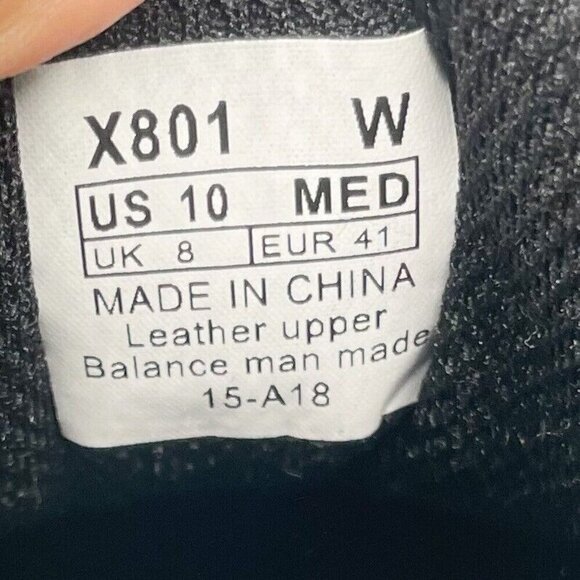 X801 W
US 10 MED
UK 8 EUR 41
MADE IN CHINA
Leather upper
Balance man made
15-A18